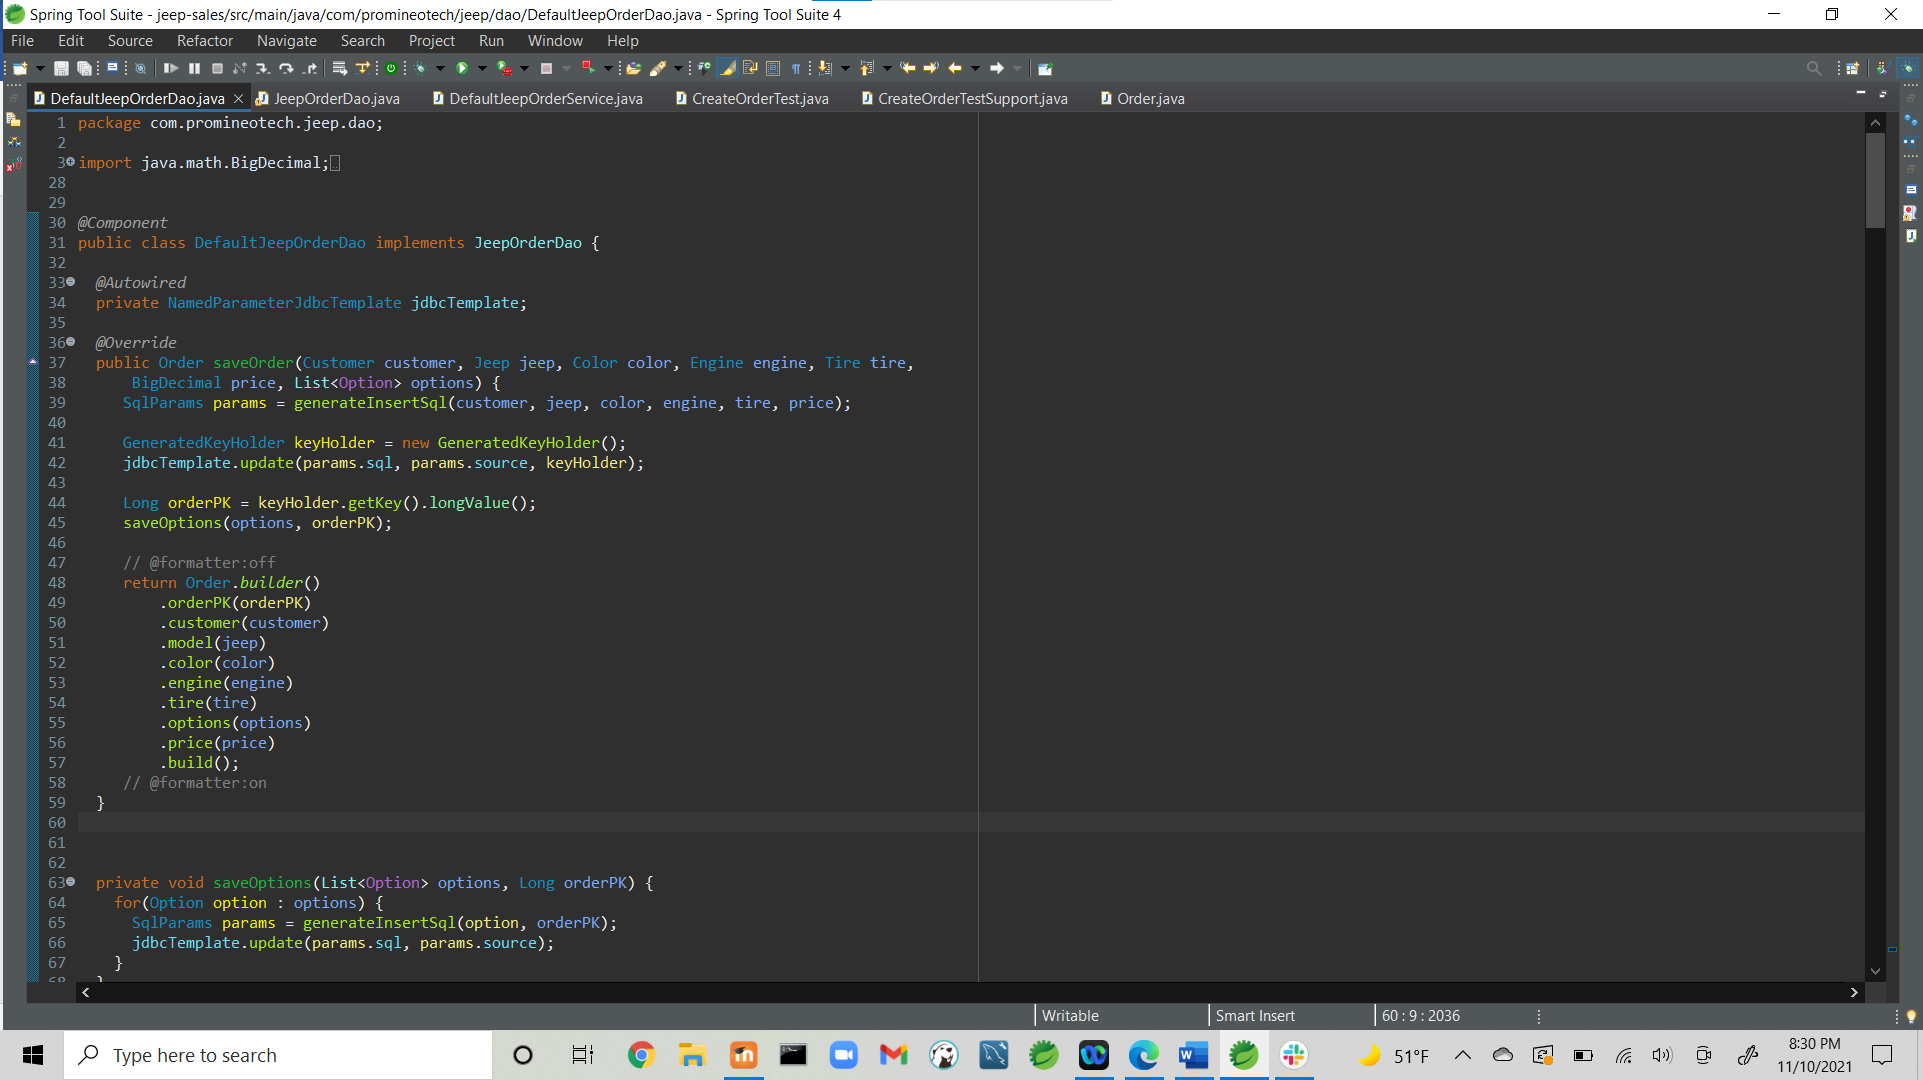 Spring Tool Suite - jeep-sales/src/main/java/com/promineotech/jeep/dao/DefaultJeepOrderDao.java - Spring Tool Suite 4
File Edit Source Refactor Navigate Search Project Run Window Help
DefaultJeepOrderDao.java JeepOrderDao.java DefaultJeepOrderService.java CreateOrderTest.java CreateOrderTestSupport.java Order.java
1 package com.promineotech.jeep.dao;
2
3 import java.math.BigDecimal;
28
29
30 @Component
31 public class DefaultJeepOrderDao implements JeepOrderDao {
32
33 @Autowired
34 private NamedParameterJdbcTemplate jdbcTemplate;
35
36 @Override
37 public Order saveOrder(Customer customer, Jeep jeep, Color color, Engine engine, Tire tire,
38 BigDecimal price, List<Option> options) {
39 SqlParams params = generateInsertSql(customer, jeep, color, engine, tire, price);
40
41 GeneratedKeyHolder keyHolder = new GeneratedKeyHolder();
42 jdbcTemplate.update(params.sql, params.source, keyHolder);
43
44 Long orderPK = keyHolder.getKey().longValue();
45 saveOptions(options, orderPK);
46
47 // @formatter:off
48 return Order.builder()
49 .orderPK(orderPK)
50 .customer(customer)
51 .model(jeep)
52 .color(color)
53 .engine(engine)
54 .tire(tire)
55 .options(options)
56 .price(price)
57 .build();
58 // @formatter:on
59 }
60
61
62
63 private void saveOptions(List<Option> options, Long orderPK) {
64 for(Option option : options) {
65 SqlParams params = generateInsertSql(option, orderPK);
66 jdbcTemplate.update(params.sql, params.source);
67 }
68 }
Writable Smart Insert 60 : 9 : 2036
Type here to search
51°F
8:30 PM
11/10/2021